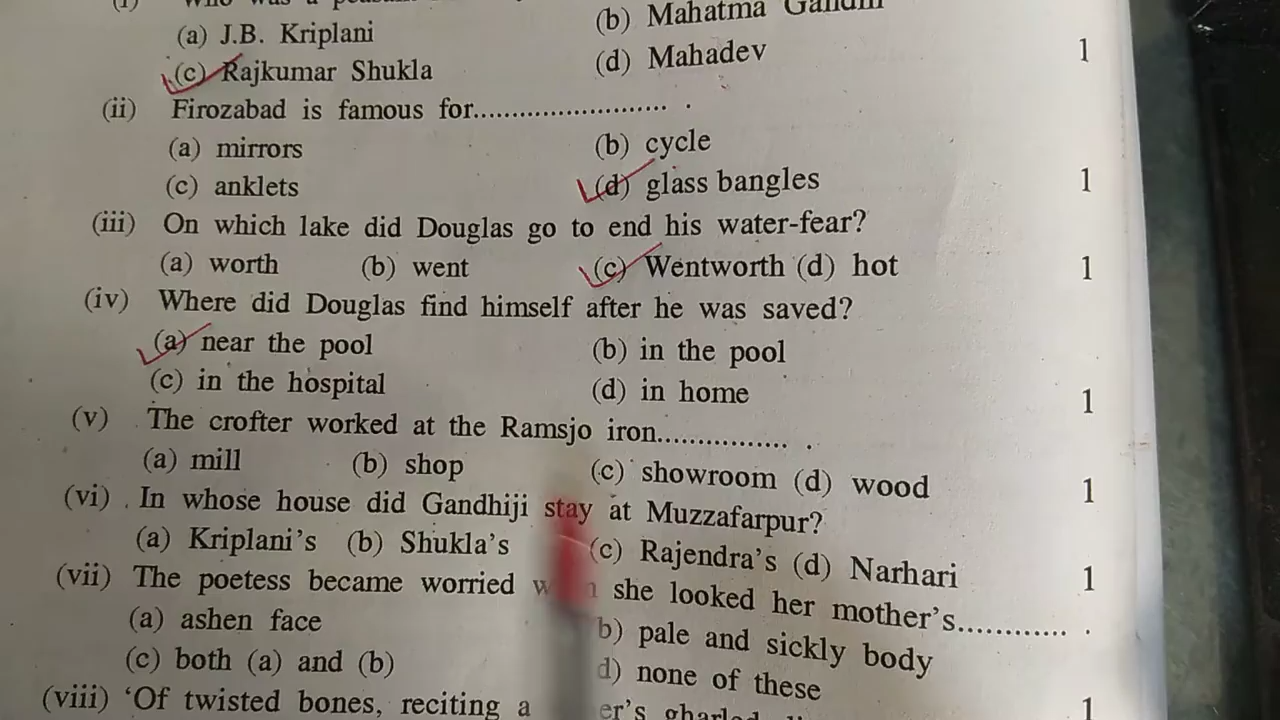 (i) Who was a
(a) J.B. Kriplani (b) Mahatma Gandhi
(c) Rajkumar Shukla (d) Mahadev 1
(ii) Firozabad is famous for.......................... .
(a) mirrors (b) cycle
(c) anklets (d) glass bangles 1
(iii) On which lake did Douglas go to end his water-fear?
(a) worth (b) went (c) Wentworth (d) hot 1
(iv) Where did Douglas find himself after he was saved?
(a) near the pool (b) in the pool
(c) in the hospital (d) in home 1
(v) The crofter worked at the Ramsjo iron................. .
(a) mill (b) shop (c) showroom (d) wood 1
(vi) In whose house did Gandhiji stay at Muzzafarpur?
(a) Kriplani's (b) Shukla's (c) Rajendra's (d) Narhari 1
(vii) The poetess became worried she looked her mother's............. .
(a) ashen face b) pale and sickly body
(c) both (a) and (b) d) none of these 1
(viii) 'Of twisted bones, reciting a er's